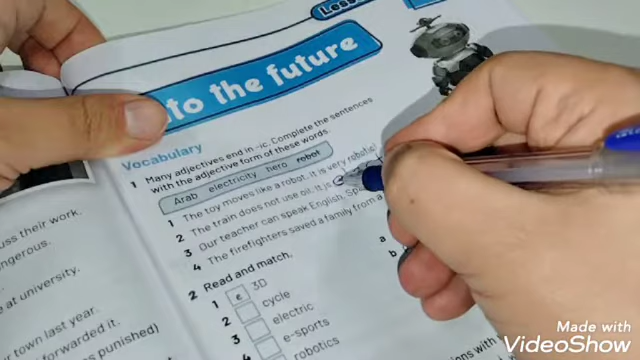 Less
to the future
Vocabulary
1 Many adjectives end in -ic. Complete the sentences
with the adjective form of these words.
Arab electricity hero robot
1 The toy moves like a robot. It is very robotic
2 The train does not use oil. It is e
3 Our teacher can speak English, Sp
4 The firefighters saved a family from a
2 Read and match.
1 e 3D
2 cycle
3 electric
4 e-sports
robotics
a
b
uss their work.
ngerous.
e at university.
town last year.
forwarded it.
punished)
ions with
Made with
VideoShow